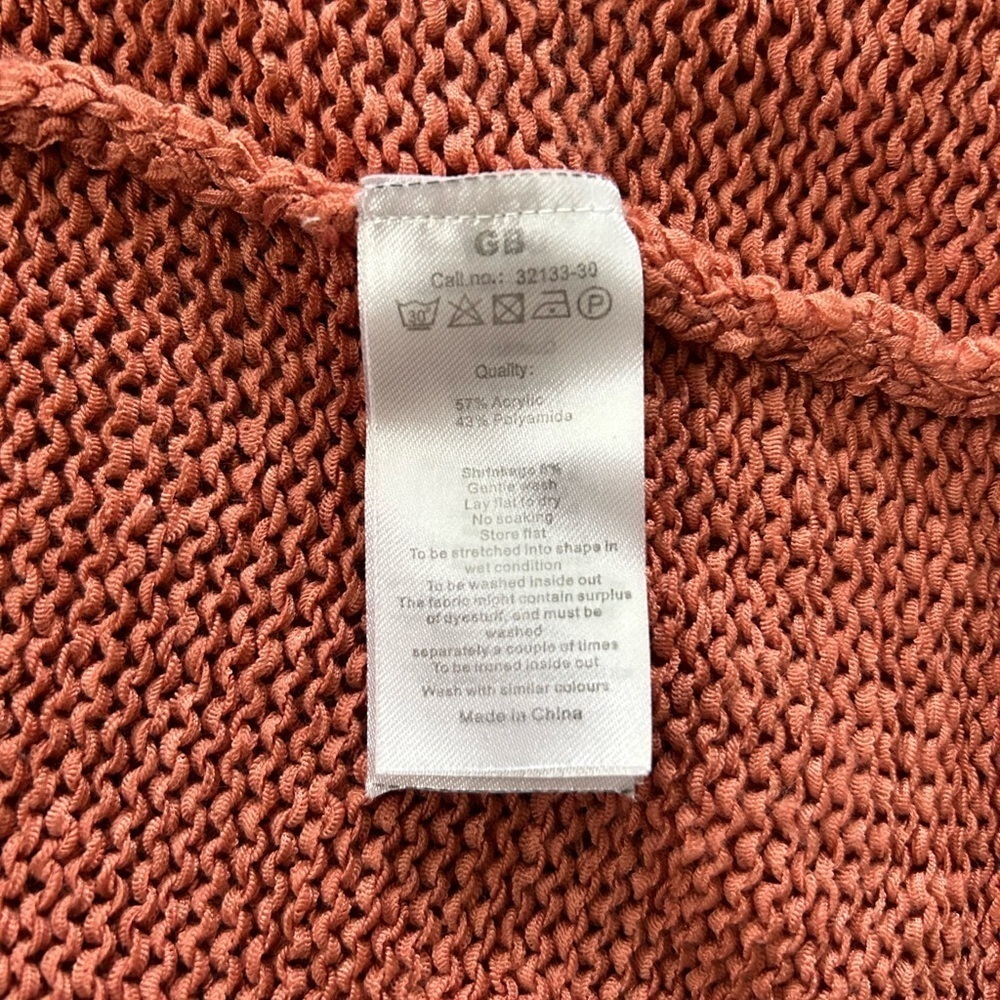 GB
Call.no.: 32133-30
30° P
Quality:
57% Acrylic
43% Polyamide
Shrinkage 8%
Gentle wash
Lay flat to dry
No soaking
Store flat
To be stretched into shape in
wet condition
To be washed inside out
The fabric might contain surplus
of dyestuff, and must be
washed
separately a couple of times
To be ironed inside out
Wash with similar colours
Made in China